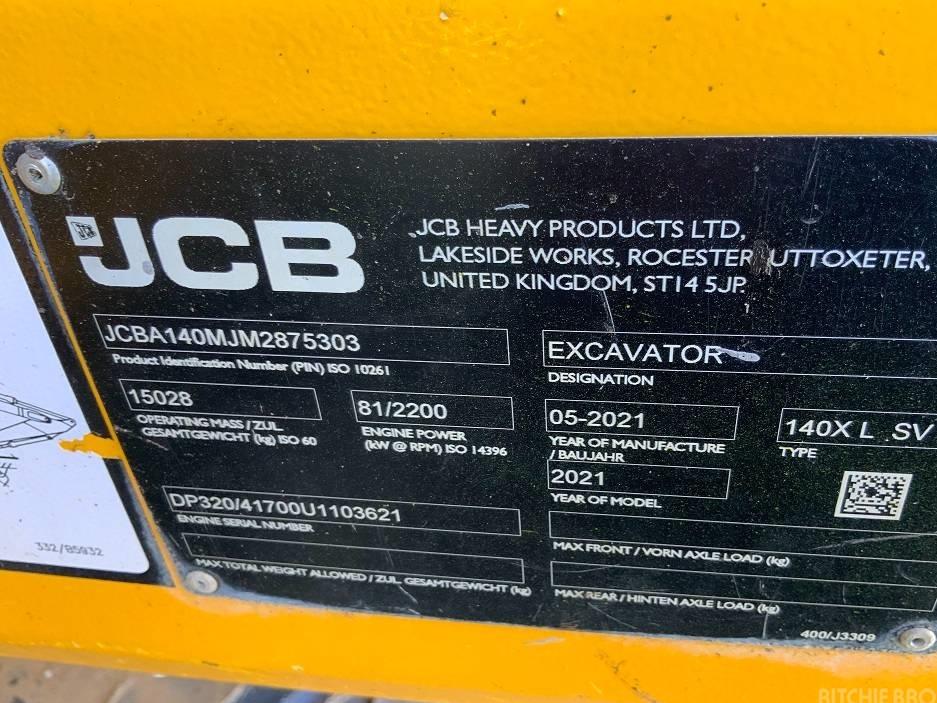 JCB
JCB HEAVY PRODUCTS LTD,
LAKESIDE WORKS, ROCESTER UTTOXETER,
UNITED KINGDOM, ST14 5JP.
JCBA140MJM2875303
Product Identification Number (PIN) ISO 10261
EXCAVATOR
DESIGNATION
15028
OPERATING MASS / ZUL.
GESAMTGEWICHT (kg) ISO 60
81/2200
ENGINE POWER
(kW @ RPM) ISO 14396
05-2021
YEAR OF MANUFACTURE
/ BAUJAHR
140X L SV
TYPE
2021
YEAR OF MODEL
DP320/41700U1103621
ENGINE SERIAL NUMBER
MAX TOTAL WEIGHT ALLOWED / ZUL. GESAMTGEWICHT (kg)
MAX FRONT / VORN AXLE LOAD (kg)
MAX REAR / HINTEN AXLE LOAD (kg)
400/J3309
332/B5932
RITCHIE BRO